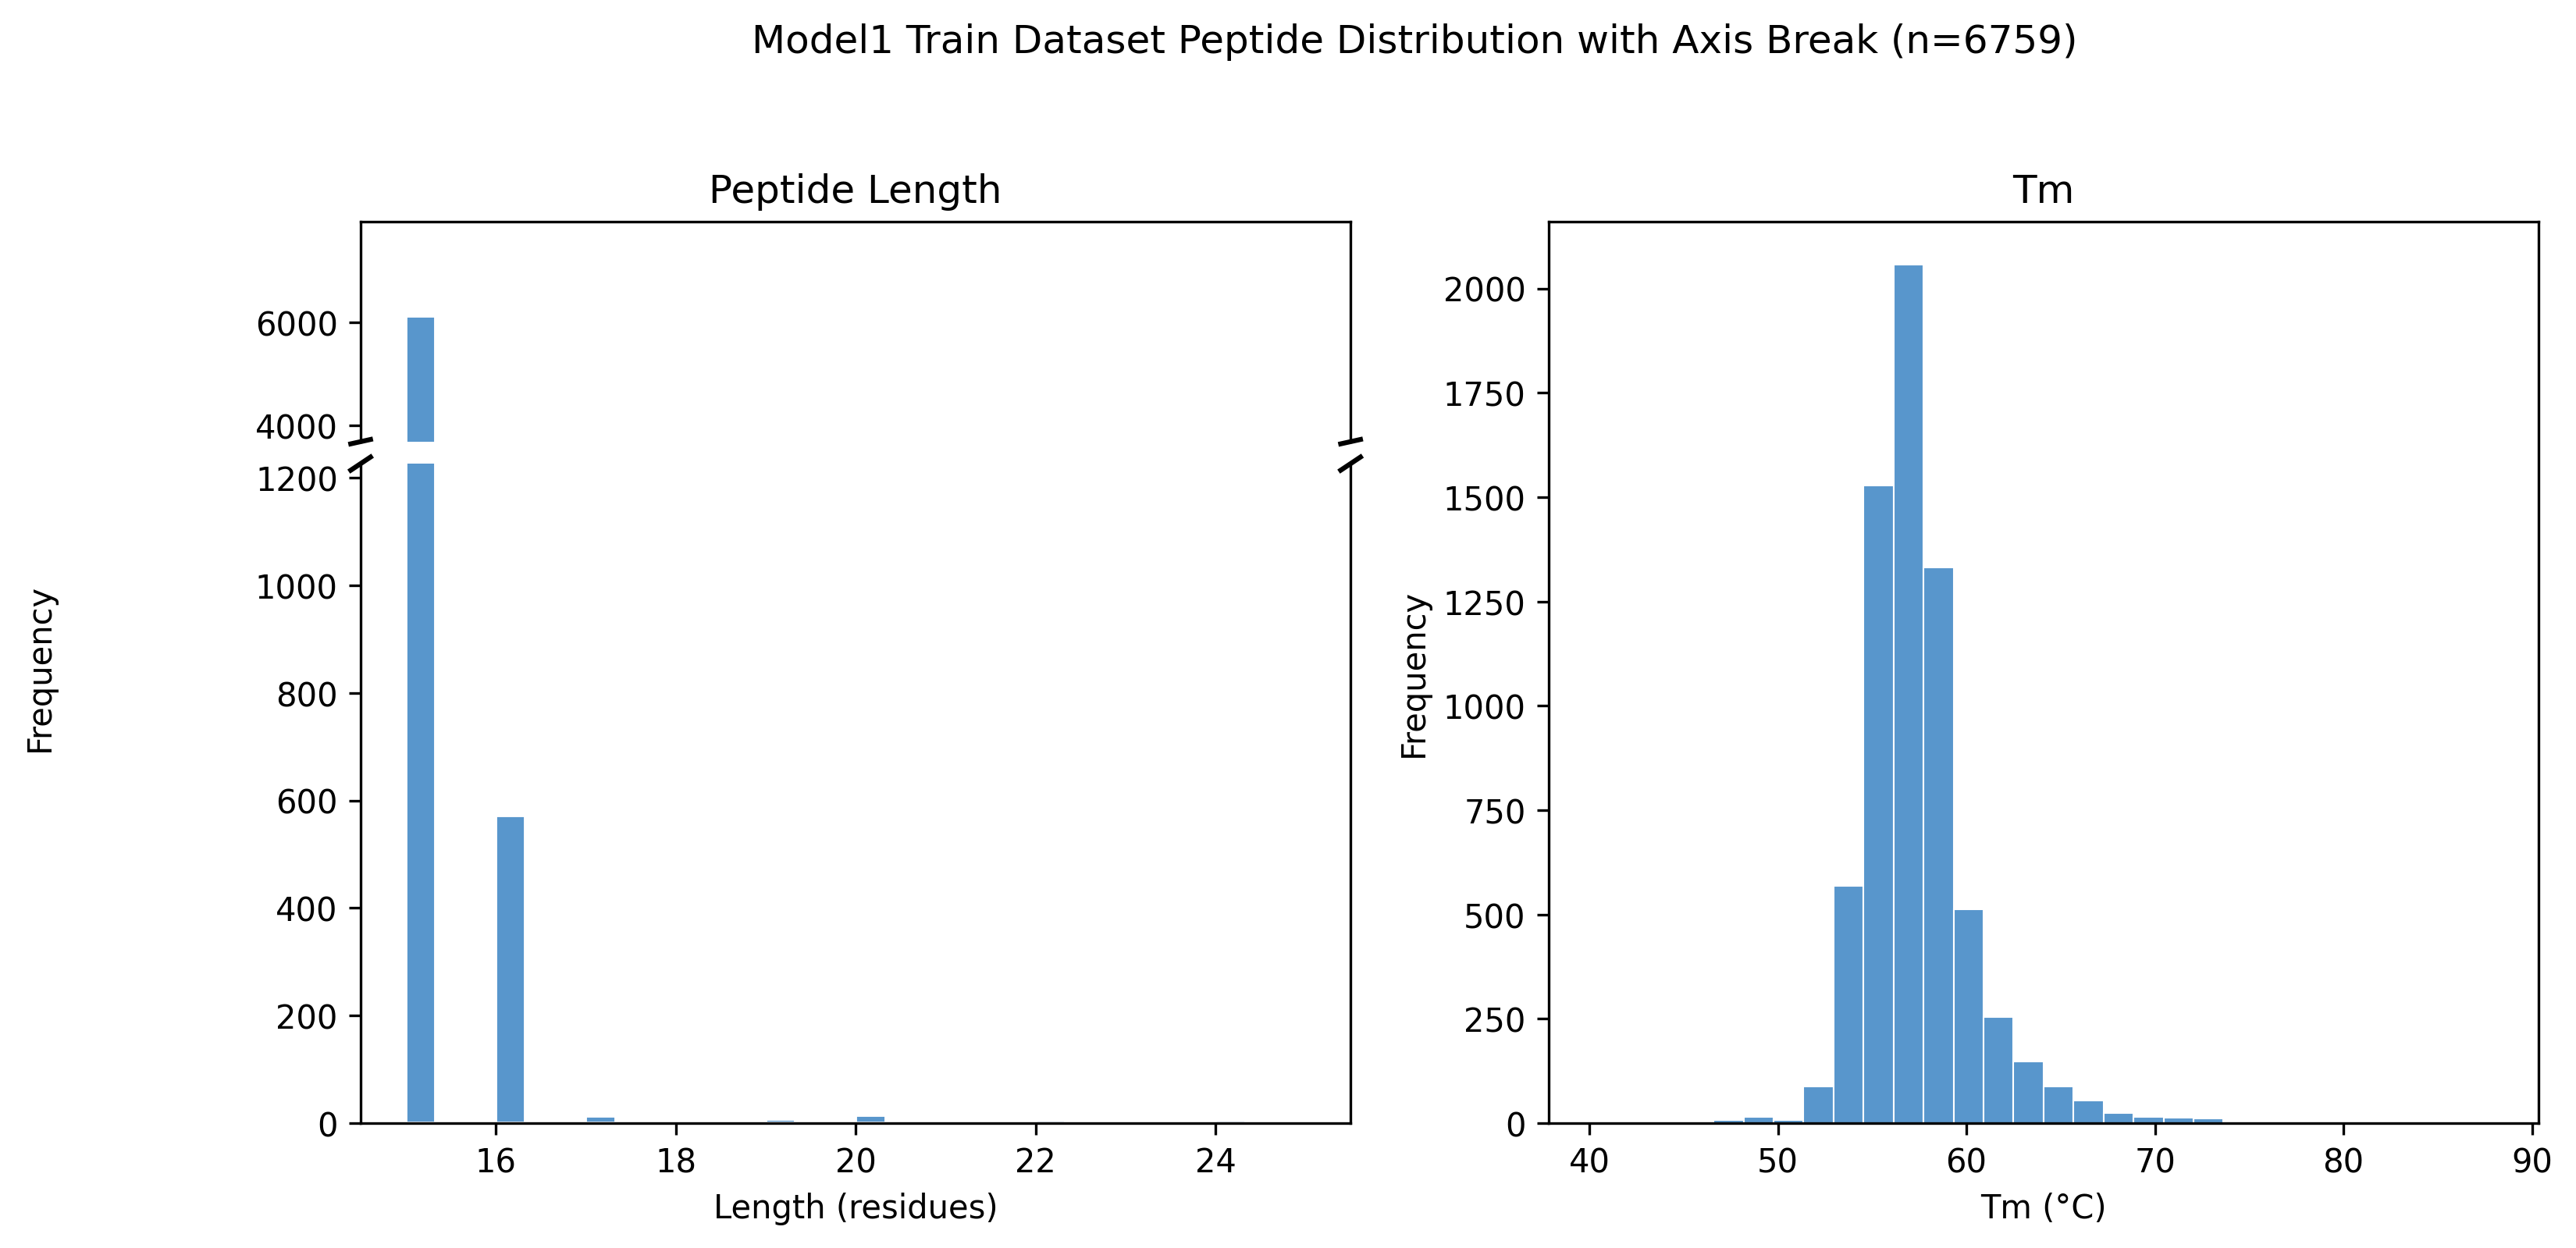 Model1 Train Dataset Peptide Distribution with Axis Break (n=6759)
Peptide Length
6000
4000
1200
1000
800
600
400
200
0
Frequency
16 18 20 22 24
Length (residues)
Tm
2000
1750
1500
1250
1000
750
500
250
0
Frequency
40 50 60 70 80 90
Tm (°C)